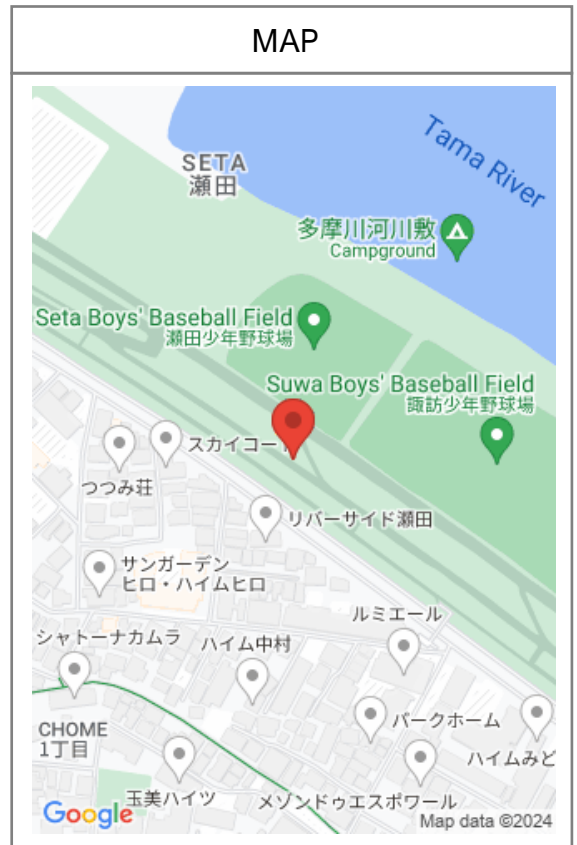 MAP
Tama River
SETA
瀬田
多摩川河川敷
Campground
Seta Boys' Baseball Field
瀬田少年野球場
Suwa Boys' Baseball Field
諏訪少年野球場
スカイコー
つつみ荘
リバーサイド瀬田
サンガーデン
ヒロ・ハイムヒロ
ルミエール
シャトーナカムラ
ハイム中村
パークホーム
CHOME
1丁目
ハイムみど
玉美ハイツ
メゾンドゥエスポワール
Google
Map data ©2024